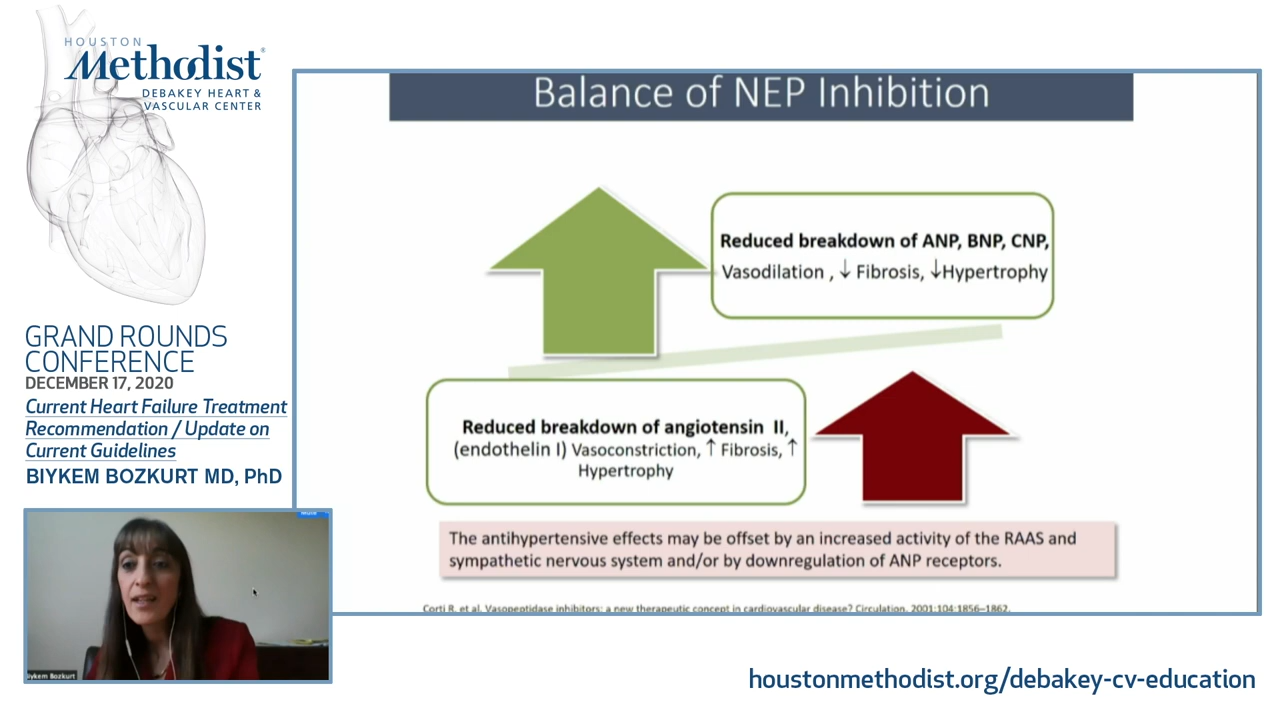 HOUSTON
Methodist®
DEBAKEY HEART &
VASCULAR CENTER
GRAND ROUNDS
CONFERENCE
DECEMBER 17, 2020
Current Heart Failure Treatment
Recommendation / Update on
Current Guidelines
BIYKEM BOZKURT MD, PhD
Balance of NEP Inhibition
Reduced breakdown of ANP, BNP, CNP,
Vasodilation , ↓ Fibrosis, ↓Hypertrophy
Reduced breakdown of angiotensin II,
(endothelin I) Vasoconstriction, ↑ Fibrosis, ↑
Hypertrophy
The antihypertensive effects may be offset by an increased activity of the RAAS and
sympathetic nervous system and/or by downregulation of ANP receptors.
Corti R, et al. Vasopeptidase inhibitors: a new therapeutic concept in cardiovascular disease? Circulation. 2001;104:1856–1862.
Biykem Bozkurt
houstonmethodist.org/debakey-cv-education